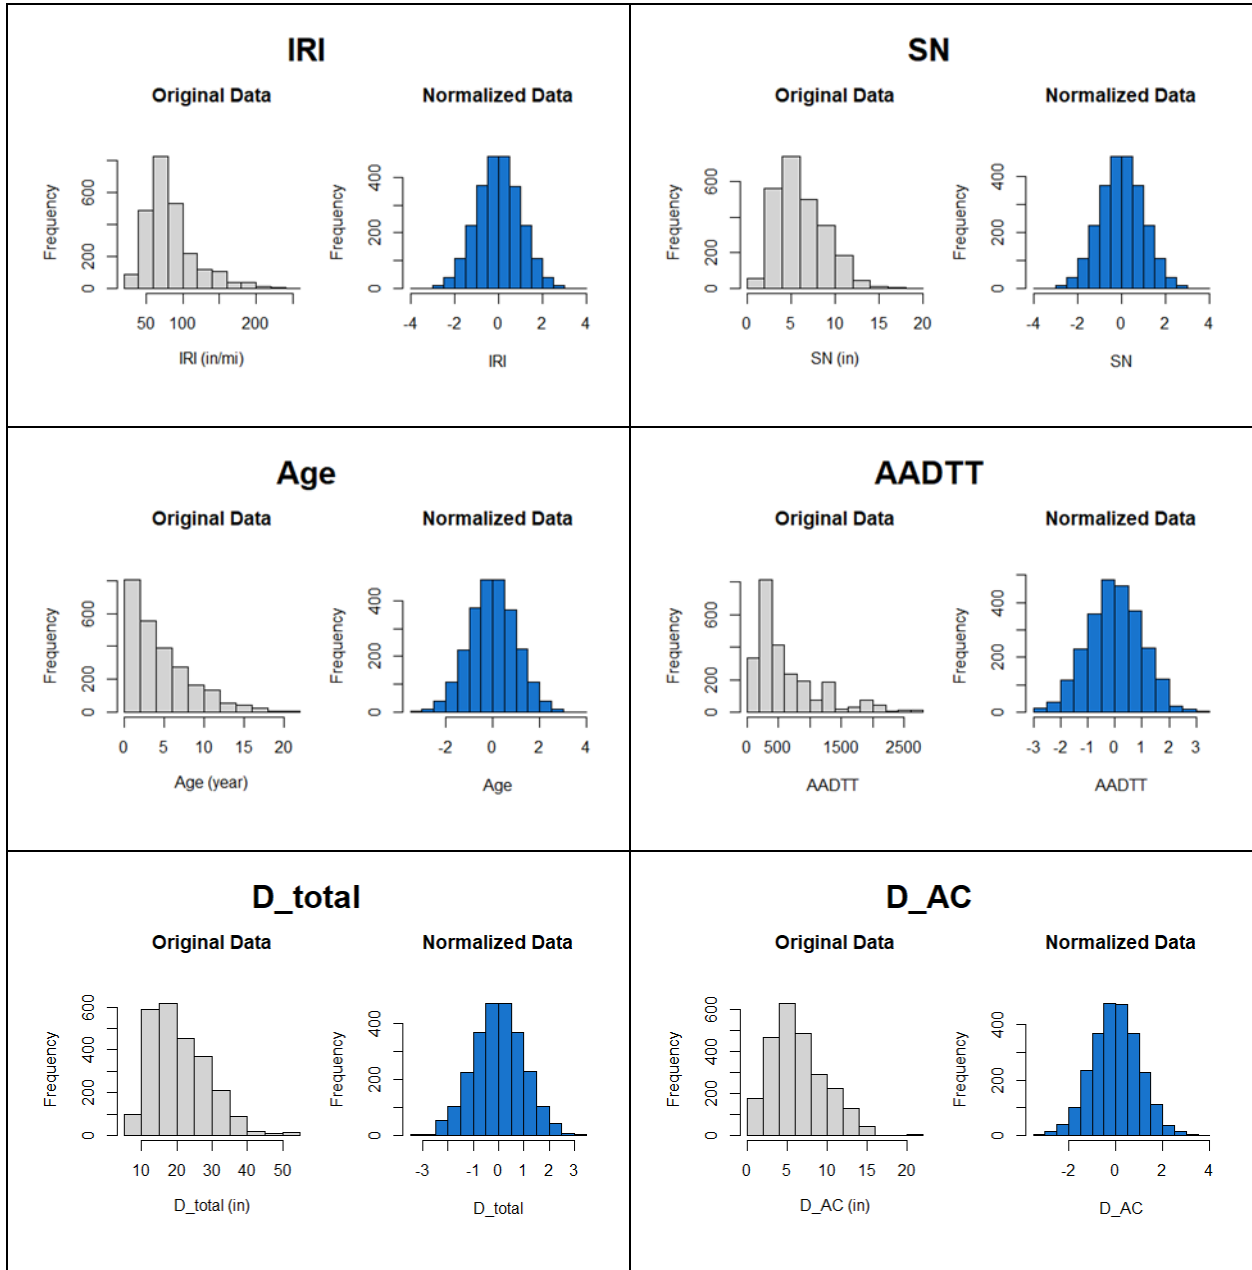 IRI
Original Data
Normalized Data
Frequency
0
200
600
50
100
200
IRI (in/mi)
Frequency
0
200
400
-4
-2
0
2
4
IRI
SN
Original Data
Normalized Data
Frequency
0
200
600
0
5
10
15
20
SN (in)
Frequency
0
200
400
-4
-2
0
2
4
SN
Age
Original Data
Normalized Data
Frequency
0
200
600
0
5
10
15
20
Age (year)
Frequency
0
200
400
-2
0
2
4
Age
AADTT
Original Data
Normalized Data
Frequency
0
200
600
0
500
1500
2500
AADTT
Frequency
0
200
400
-3
-2
-1
0
1
2
3
AADTT
D_total
Original Data
Normalized Data
Frequency
0
200
400
600
10
20
30
40
50
D_total (in)
Frequency
0
200
400
-3
-1
0
1
2
3
D_total
D_AC
Original Data
Normalized Data
Frequency
0
200
400
600
0
5
10
15
20
D_AC (in)
Frequency
0
200
400
-2
0
2
4
D_AC